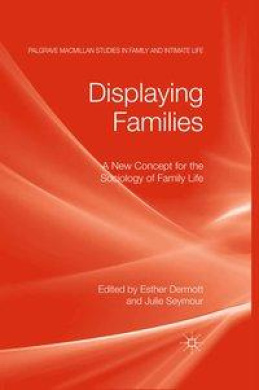 PALGRAVE MACMILLAN STUDIES IN FAMILY AND INTIMATE LIFE
Displaying
Families
A New Concept for the
Sociology of Family Life
Edited by Esther Dermott
and Julie Seymour